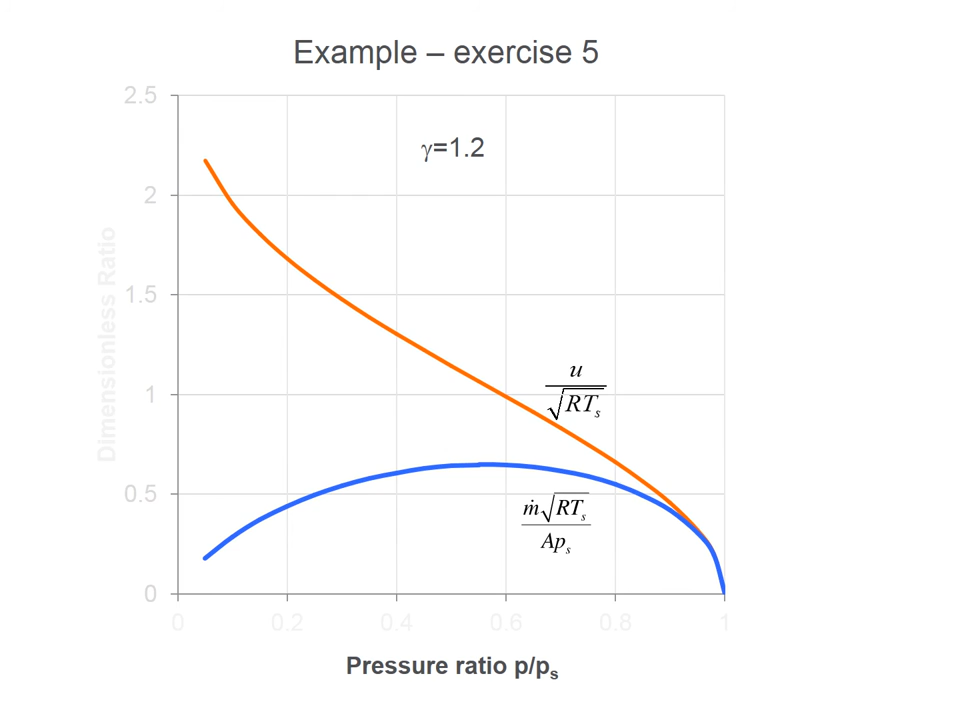 Example – exercise 5
2.5
γ=1.2
2
Dimensionless Ratio
1.5
u
√RTs
1
0.5
ṁ√RTs
Aps
0
0 0.2 0.4 0.6 0.8 1
Pressure ratio p/ps